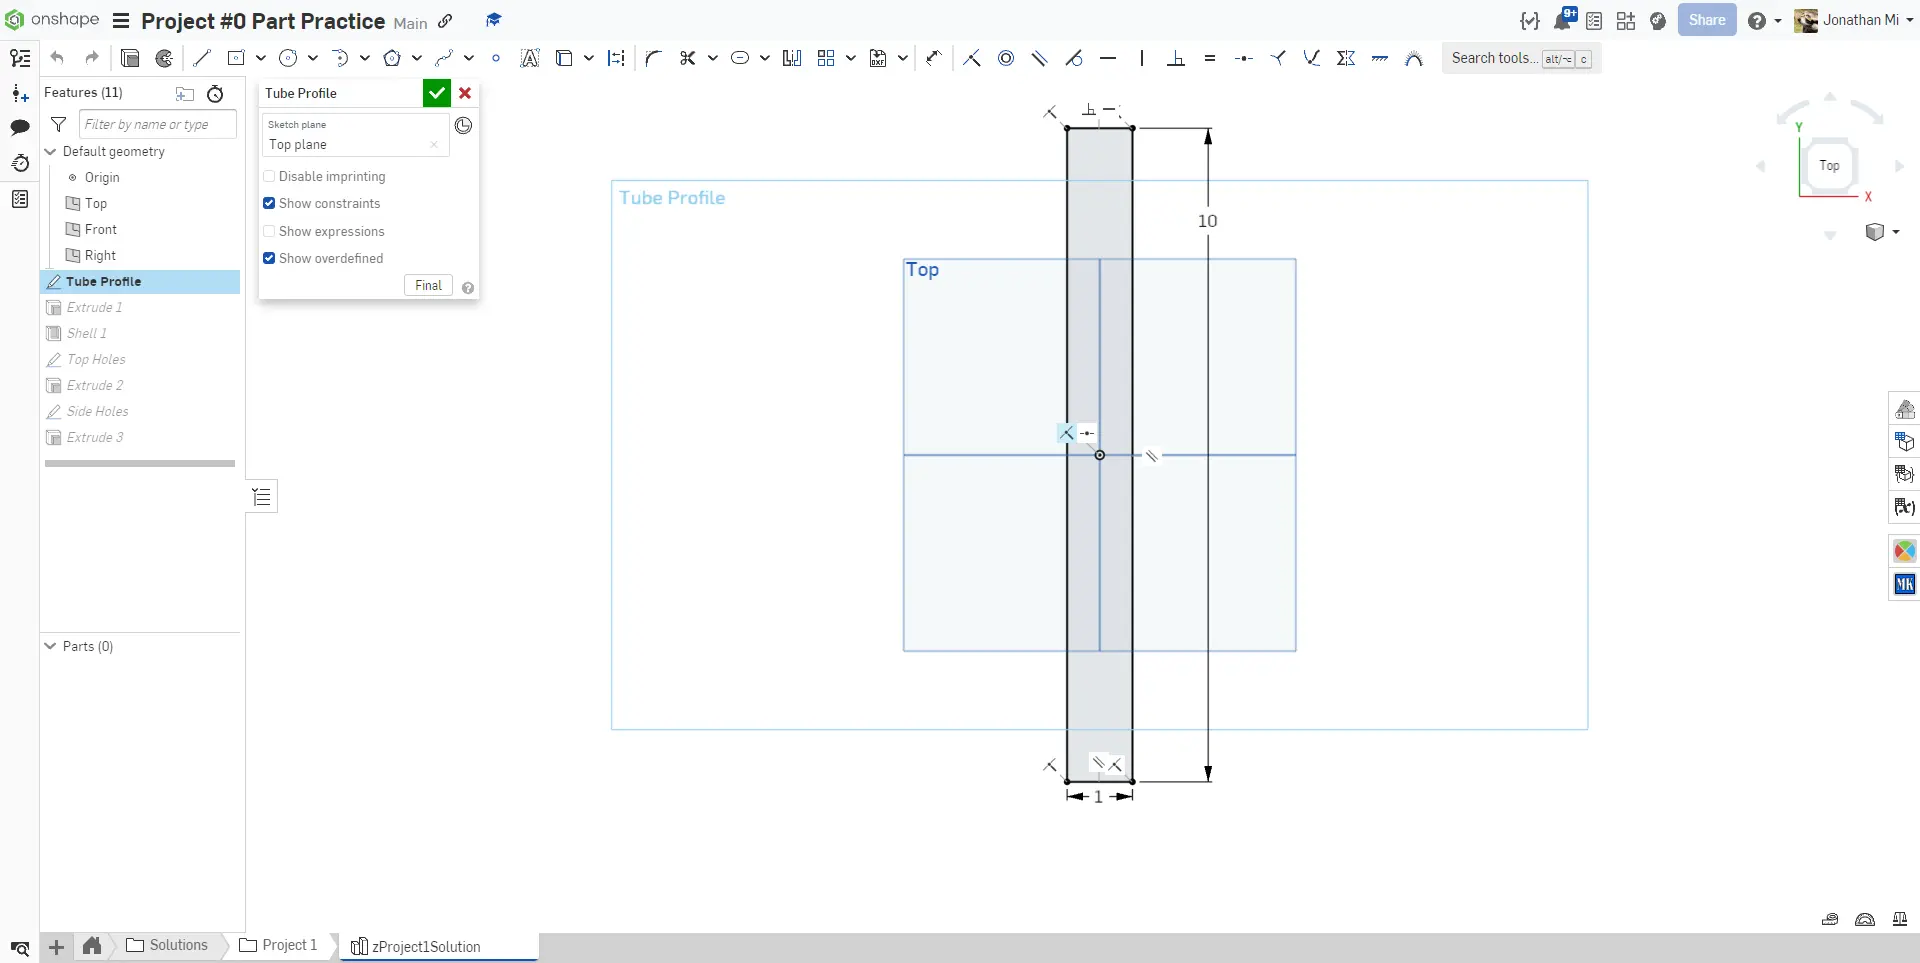 onshape Project #0 Part Practice Main 9+ Share Jonathan Mi
Search tools... alt/⌥ c
Features (11)
Filter by name or type
Default geometry
Origin
Top
Front
Right
Tube Profile
Extrude 1
Shell 1
Top Holes
Extrude 2
Side Holes
Extrude 3
Parts (0)
Tube Profile
Sketch plane
Top plane
Disable imprinting
Show constraints
Show expressions
Show overdefined
Final
Tube Profile
Top
10
1
Y
Top
X
(x)
MK
Solutions Project 1 zProject1Solution